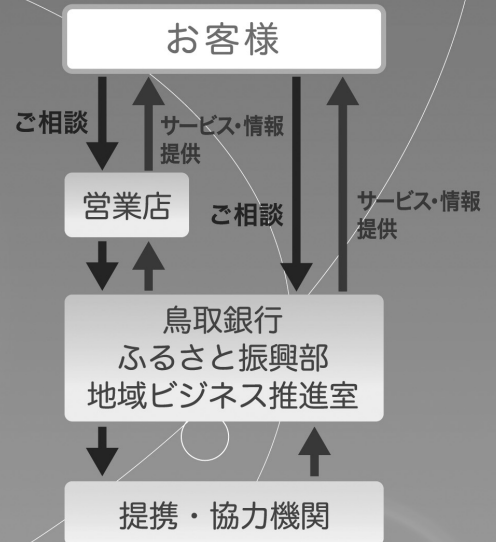 お客様
ご相談
サービス・情報
提供
営業店
ご相談
サービス・情報
提供
鳥取銀行
ふるさと振興部
地域ビジネス推進室
提携・協力機関